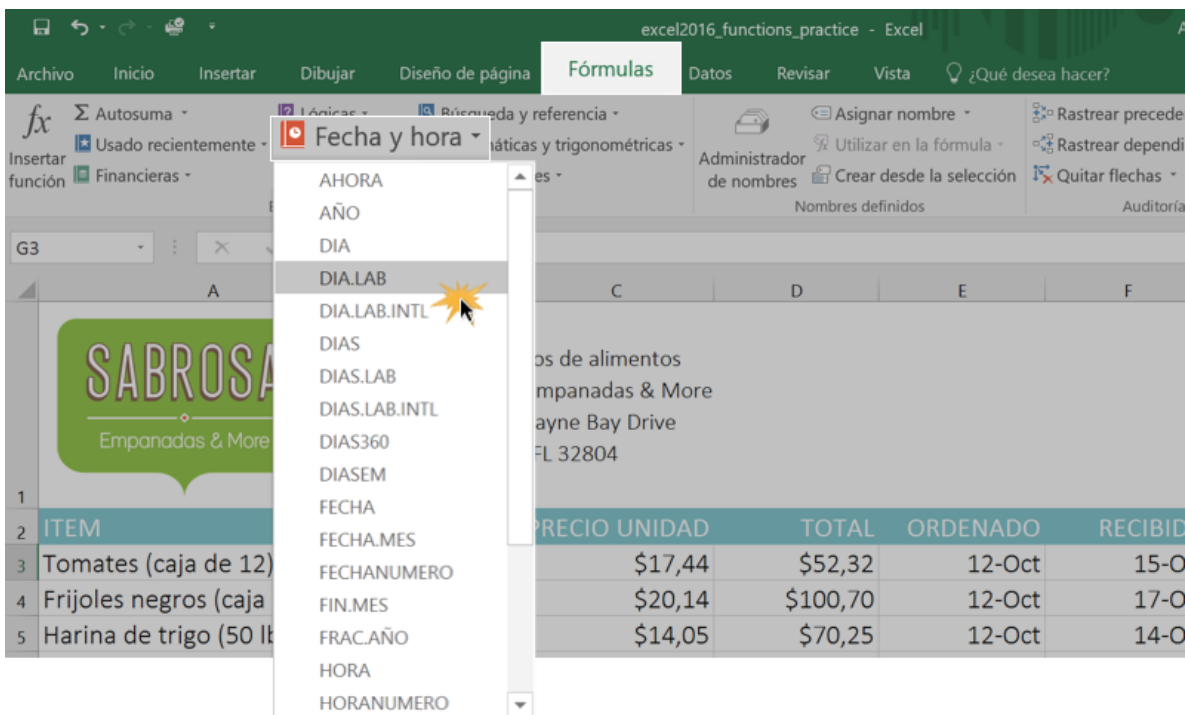 excel2016_functions_practice - Excel
Archivo Inicio Insertar Dibujar Diseño de página Fórmulas Datos Revisar Vista ¿Qué desea hacer?
fx Σ Autosuma Lógicas Búsqueda y referencia Asignar nombre Rastrear precede
Insertar función Usado recientemente Fecha y hora áticas y trigonométricas Administrador de nombres Utilizar en la fórmula Rastrear dependi
Financieras es Crear desde la selección Quitar flechas
Nombres definidos Auditoría
G3
AHORA
AÑO
DIA
DIA.LAB
DIA.LAB.INTL
DIAS
DIAS.LAB
DIAS.LAB.INTL
DIAS360
DIASEM
FECHA
FECHA.MES
FECHANUMERO
FIN.MES
FRAC.AÑO
HORA
HORANUMERO
A C D E F
SABROSA
Empanadas & More
os de alimentos
mpanadas & More
ayne Bay Drive
FL 32804
1
2 ITEM PRECIO UNIDAD TOTAL ORDENADO RECIBID
3 Tomates (caja de 12) $17,44 $52,32 12-Oct 15-O
4 Frijoles negros (caja $20,14 $100,70 12-Oct 17-O
5 Harina de trigo (50 lb $14,05 $70,25 12-Oct 14-O